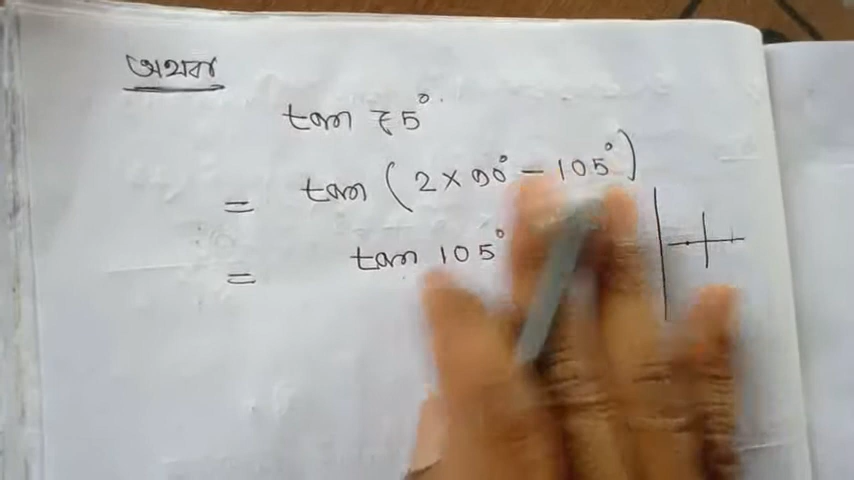 অথবা
tan 75°
= tan (2 × 90° − 105°)
= tan 105°